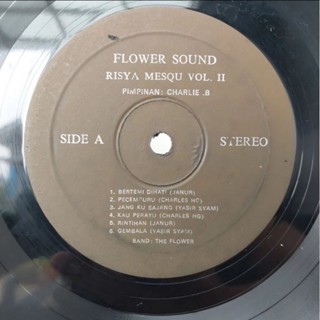 FLOWER SOUND
RISYA MESQU VOL. II
PIMPINAN: CHARLIE .B
SIDE A
STEREO
1. BERTEMU DIHATI (JANUR)
2. PECEMBURU (CHARLES HG)
3. JANG KU SAJANG (YASIR SYAM)
4. KAU PERAYU (CHARLES HG)
5. RINTIHAN (JANUR)
6. GEMBALA (YASIR SYAM)
BAND: THE FLOWER